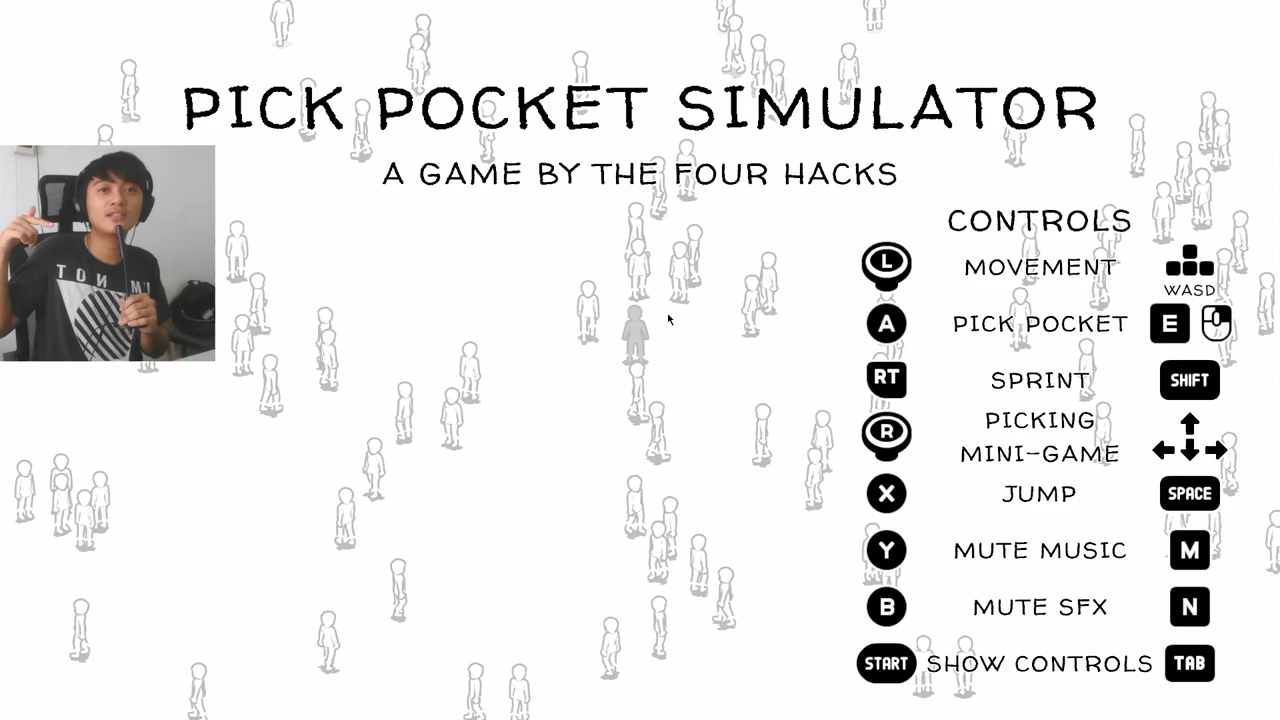 PICK POCKET SIMULATOR
A GAME BY THE FOUR HACKS
CONTROLS
L MOVEMENT
WASD
A PICK POCKET E
RT SPRINT SHIFT
R PICKING
MINI-GAME
X JUMP SPACE
Y MUTE MUSIC M
B MUTE SFX N
START SHOW CONTROLS TAB